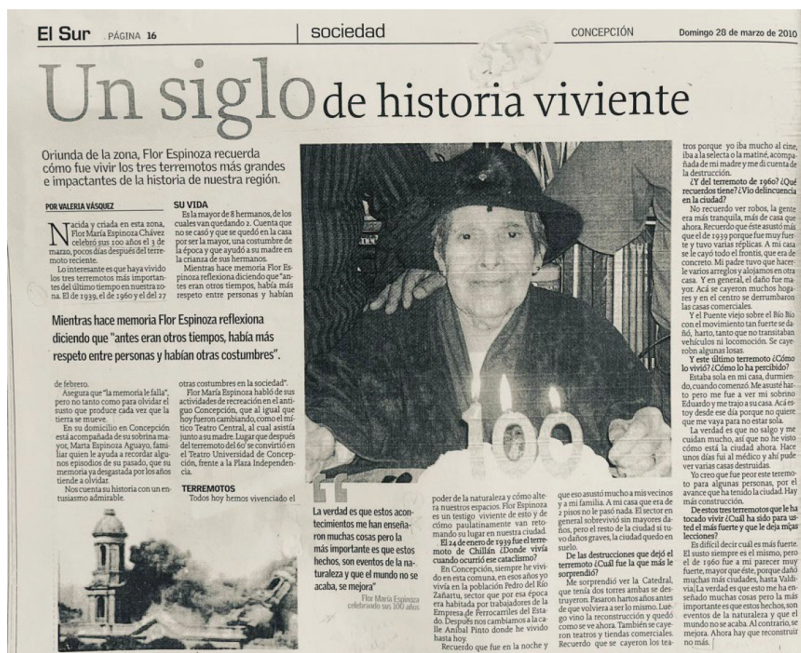 El Sur . PÁGINA 16
sociedad
CONCEPCIÓN
Domingo 28 de marzo de 2010
Un siglo de historia viviente
Oriunda de la zona, Flor Espinoza recuerda
cómo fue vivir los tres terremotos más grandes
e impactantes de la historia de nuestra región.
POR VALERIA VÁSQUEZ
Nacida y criada en esta zona,
Flor María Espinoza Chávez
celebró sus 100 años el 3 de
marzo, pocos días después del terre-
moto reciente.
Lo interesantes es que haya vivido
los tres terremotos más importantes
del último tiempo en nuestra zo-
na. El de 1939, el de 1960 y el del 27
SU VIDA
Es la mayor de 8 hermanos, de los
cuales van quedando 2. Cuenta que
no se casó y que se quedó en la casa
por ser la mayor, una costumbre de
la época y que ayudó a su madre en
la crianza de sus hermanos.
Mientras hace memoria Flor Es-
pinoza reflexiona diciendo que "an-
tes eran otros tiempos, había más
respeto entre personas y habían
Mientras hace memoria Flor Espinoza reflexiona
diciendo que "antes eran otros tiempos, había más
respeto entre personas y habían otras costumbres".
de febrero.
Asegura que "la memoria le falla",
pero no tanto como para olvidar el
susto que produce cada vez que la
tierra se mueve.
En su domicilio en Concepción
está acompañada de su sobrina ma-
yor, Marta Espinoza Aguayo, fami-
liar quien le ayuda a recordar algu-
nos episodios de su pasado, que su
memoria ya desgastada por los años
tiende a olvidar.
Nos cuenta su historia con un en-
tusiasmo admirable.
otras costumbres en la sociedad".
Flor María Espinoza habló de sus
actividades de recreación en el anti-
guo Concepción, que al igual que
hoy fueron cambiando, como el mí-
tico Teatro Central, al cual asistía
junto a su madre. Lugar que después
del terremoto del 60' se convirtió en
el Teatro Universidad de Concep-
ción, frente a la Plaza Independen-
cia.
TERREMOTOS
Todos hoy hemos vivenciado el
100
"
La verdad es que estos acon-
tecimientos me han enseña-
ron muchas cosas pero la
más importante es que estos
hechos, son eventos de la na-
turaleza y que el mundo no se
acaba, se mejora"
Flor María Espinoza
celebrando sus 100 años
poder de la naturaleza y cómo alte-
ra nuestros espacios. Flor Espinoza
es un testigo viviente de esto y de
cómo paulatinamente van reto-
mando su lugar en nuestra ciudad.
El 24 de enero de 1939 fue el terre-
moto de Chillán ¿Donde vivía
cuando ocurrió ese cataclismo?
En Concepción, siempre he vivi-
do en esta comuna, en esos años yo
vivía en la población Pedro del Río
Zañartu, sector que por esa época
era habitada por trabajadores de la
Empresa de Ferrocarriles del Esta-
do. Después nos cambiamos a la ca-
lle Aníbal Pinto donde he vivido
hasta hoy.
Recuerdo que fue en la noche y
que eso asustó mucho a mis vecinos
y a mi familia. A mi casa que era de
2 pisos no le pasó nada. El sector en
general sobrevivió sin mayores da-
ños, pero el resto de la ciudad si tu-
vo daños graves, la ciudad quedo en
suelo.
De las destrucciones que dejó el
terremoto ¿Cuál fue la que más le
sorprendió?
Me sorprendió ver la Catedral,
que tenía dos torres ambas se des-
truyeron. Pasaron hartos años antes
de que volviera a ser lo mismo. Lue-
go vino la reconstrucción y quedó
como se ve ahora. También se caye-
ron teatros y tiendas comerciales.
Recuerdo que se cayeron los tea-
tros porque yo iba mucho al cine,
iba a la selecta o la matiné, acompa-
ñada de mi madre y me di cuenta de
la destrucción.
¿Y del terremoto de 1960? ¿Qué
recuerdos tiene? ¿Vio delincuencia
en la ciudad?
No recuerdo ver robos, la gente
era más tranquila, más de casa que
ahora. Recuerdo que éste asustó más
que el de 1939 porque fue muy fuer-
te y tuvo varias réplicas. A mi casa
se le cayó todo el frontis, que era de
concreto. Mi padre tuvo que hacer-
le varios arreglos y alojamos en otra
casa. Y en general, el daño fue ma-
yor. Acá se cayeron muchos hoga-
res y en el centro se derrumbaron
las casas comerciales.
Y el Puente viejo sobre el Bío Bío
con el movimiento tan fuerte se da-
ñó, harto, tanto que no transitaban
vehículos ni locomoción. Se caye-
robn algunas losas.
Y este último terremoto ¿Cómo
lo vivió? ¿Cómo lo ha percibido?
Estaba sola en mi casa, durmien-
do, cuando comenzó. Me asusté har-
to pero me fue a ver mi sobrino
Eduardo y me trajo a su casa. Acá es-
toy desde ese día porque no quiere
que me vaya para no estar sola.
La verdad es que no salgo y me
cuidan mucho, así que no he visto
cómo está la ciudad ahora. Hace
unos días fui al médico y ahí pude
ver varias casas destruidas.
Yo creo que fue peor este terremo-
to para algunas personas, por el
avance que ha tenido la ciudad. Hay
más construcción.
De estos tres terremotos que le ha
tocado vivir ¿Cuál ha sido para us-
ted el más fuerte y que le deja más
lecciones?
Es difícil decir cuál es más fuerte.
El susto siempre es el mismo, pero
el de 1960 fue a mi parecer muy
fuerte, mayor que éste, porque dañó
muchas más ciudades, hasta Valdi-
via. La verdad es que esto me ha en-
señado muchas cosas pero la más
importante es que estos hechos, son
eventos de la naturaleza y que el
mundo no se acaba. Al contrario, se
mejora. Ahora hay que reconstruir
no más.